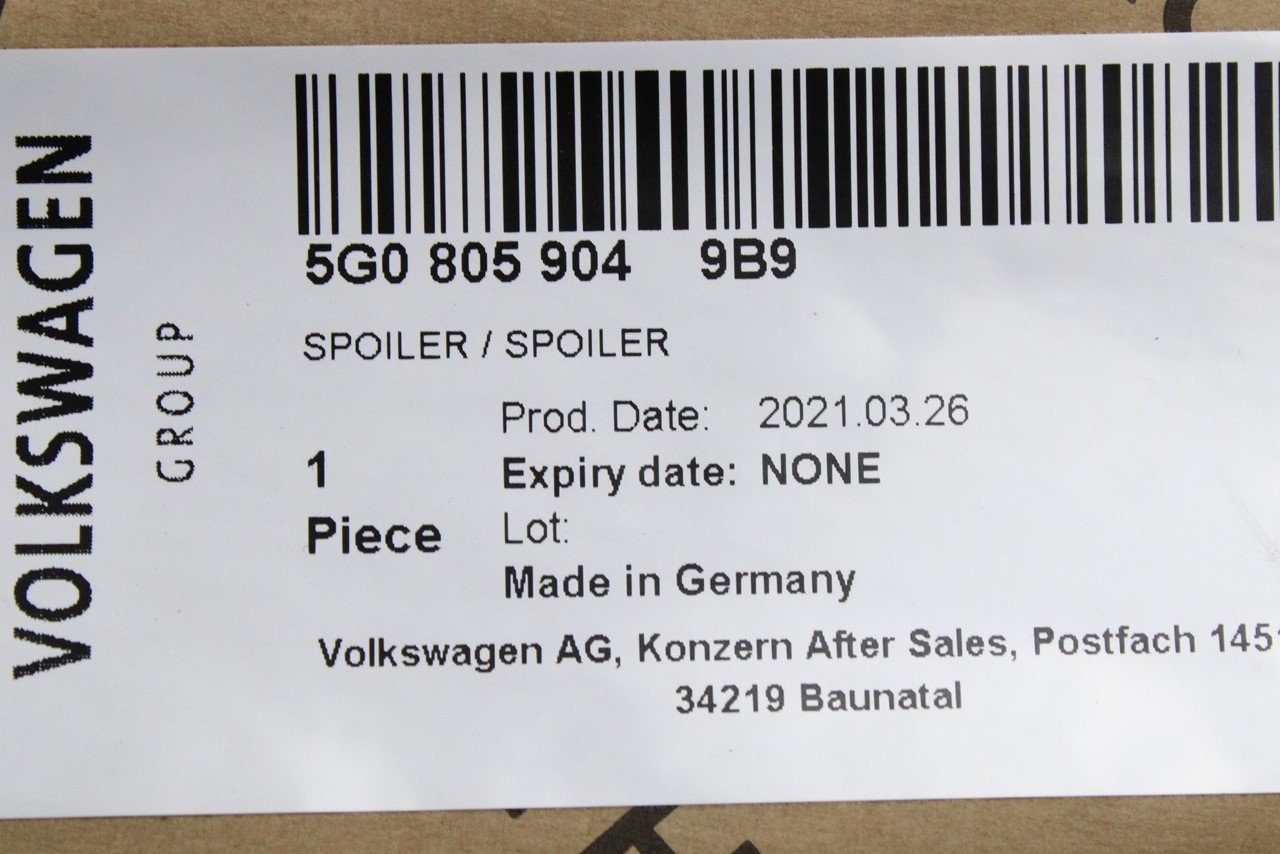 VOLKSWAGEN
GROUP
5G0 805 904 9B9
SPOILER / SPOILER
Prod. Date: 2021.03.26
1
Expiry date: NONE
Piece
Lot:
Made in Germany
Volkswagen AG, Konzern After Sales, Postfach
34219 Baunatal